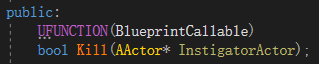 public:
UFUNCTION(BlueprintCallable)
bool Kill(AActor* InstigatorActor);